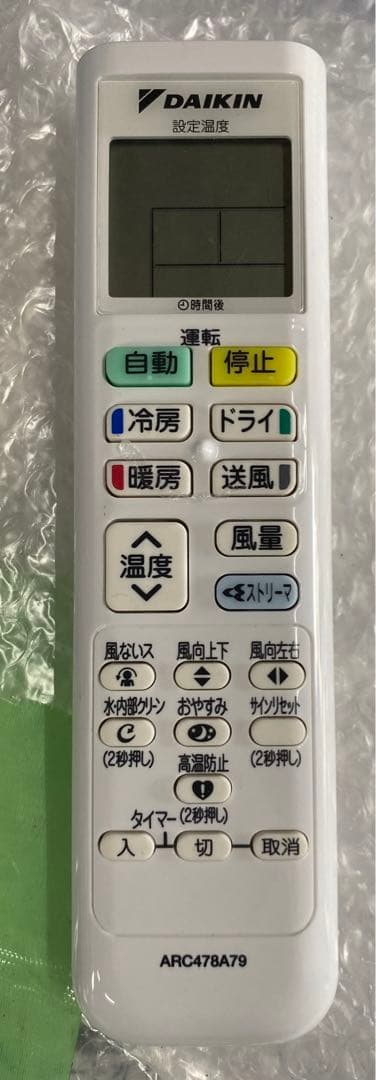 DAIKIN
設定温度
時間後
運転
自動 停止
冷房 ドライ
暖房 送風
温度 風量
ストリーマ
風ないス 風向上下 風向左右
水内部クリーン おやすみ サインリセット
(2秒押し) (2秒押し)
高温防止
タイマー (2秒押し)
入 切 取消
ARC478A79